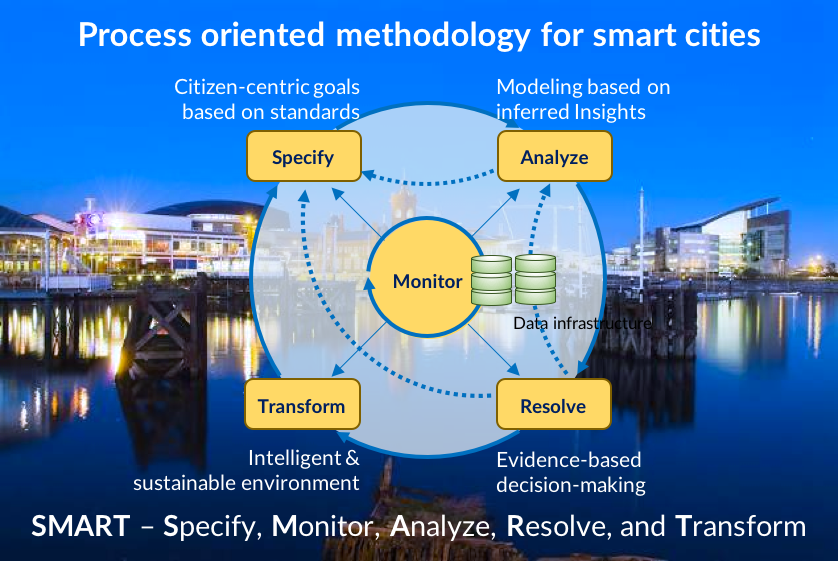 Process oriented methodology for smart cities
Citizen-centric goals
based on standards
Modeling based on
inferred Insights
Specify
Analyze
Monitor
Data infrastructure
Transform
Resolve
Intelligent &
sustainable environment
Evidence-based
decision-making
SMART – Specify, Monitor, Analyze, Resolve, and Transform